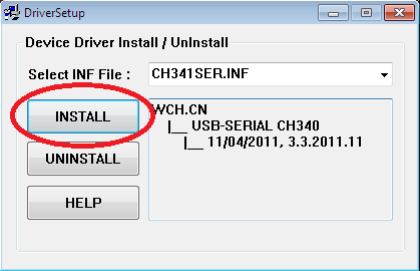 DriverSetup
Device Driver Install / UnInstall
Select INF File :
CH341SER.INF
INSTALL
UNINSTALL
HELP
WCH.CN
|__ USB-SERIAL CH340
|__ 11/04/2011, 3.3.2011.11